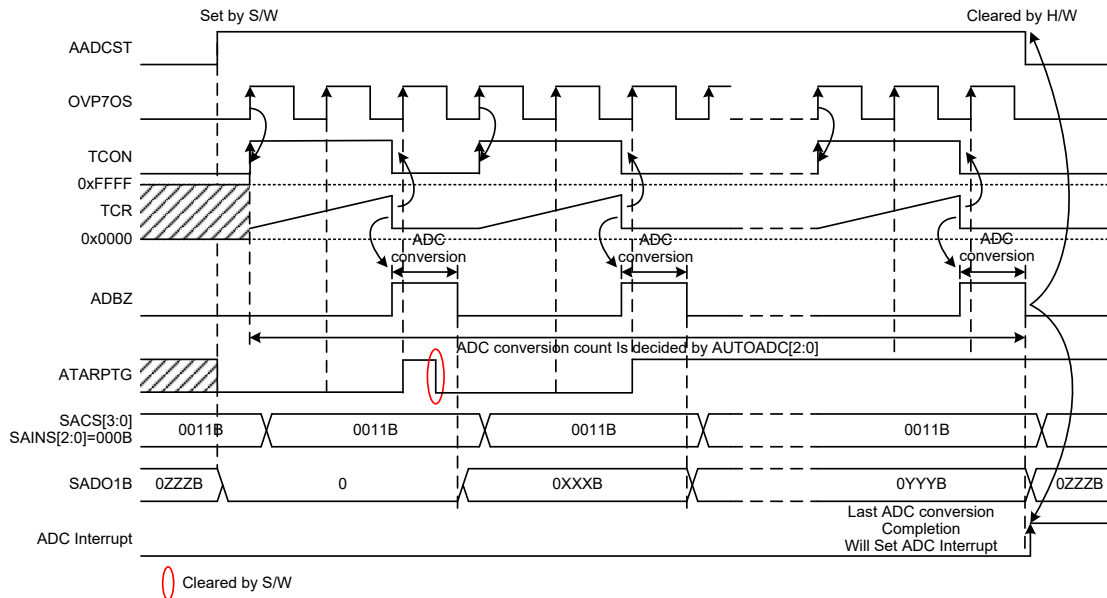 Set by S/W
Cleared by H/W
AADCST
OVP7OS
TCON
0xFFFF
TCR
0x0000
ADC
conversion
ADC
conversion
ADC
conversion
ADBZ
ADC conversion count Is decided by AUTOADC[2:0]
ATARPTG
SACS[3:0]
SAINS[2:0]=000B
0011B
0011B
0011B
0011B
SADO1B
0ZZZB
0
0XXXB
0YYYB
0ZZZB
Last ADC conversion
Completion
Will Set ADC Interrupt
ADC Interrupt
Cleared by S/W